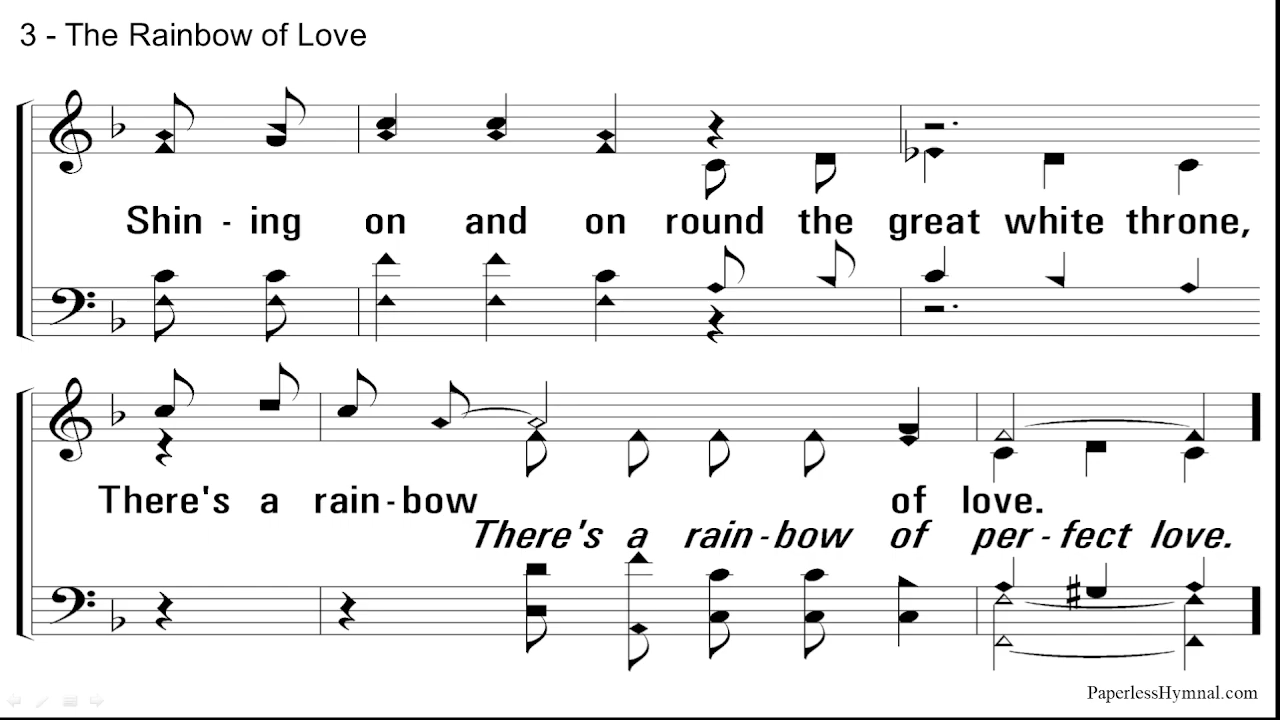 3 - The Rainbow of Love
Shin - ing on and on round the great white throne,
There's a rain - bow of love.
There's a rain - bow of per - fect love.
PaperlessHymnal.com